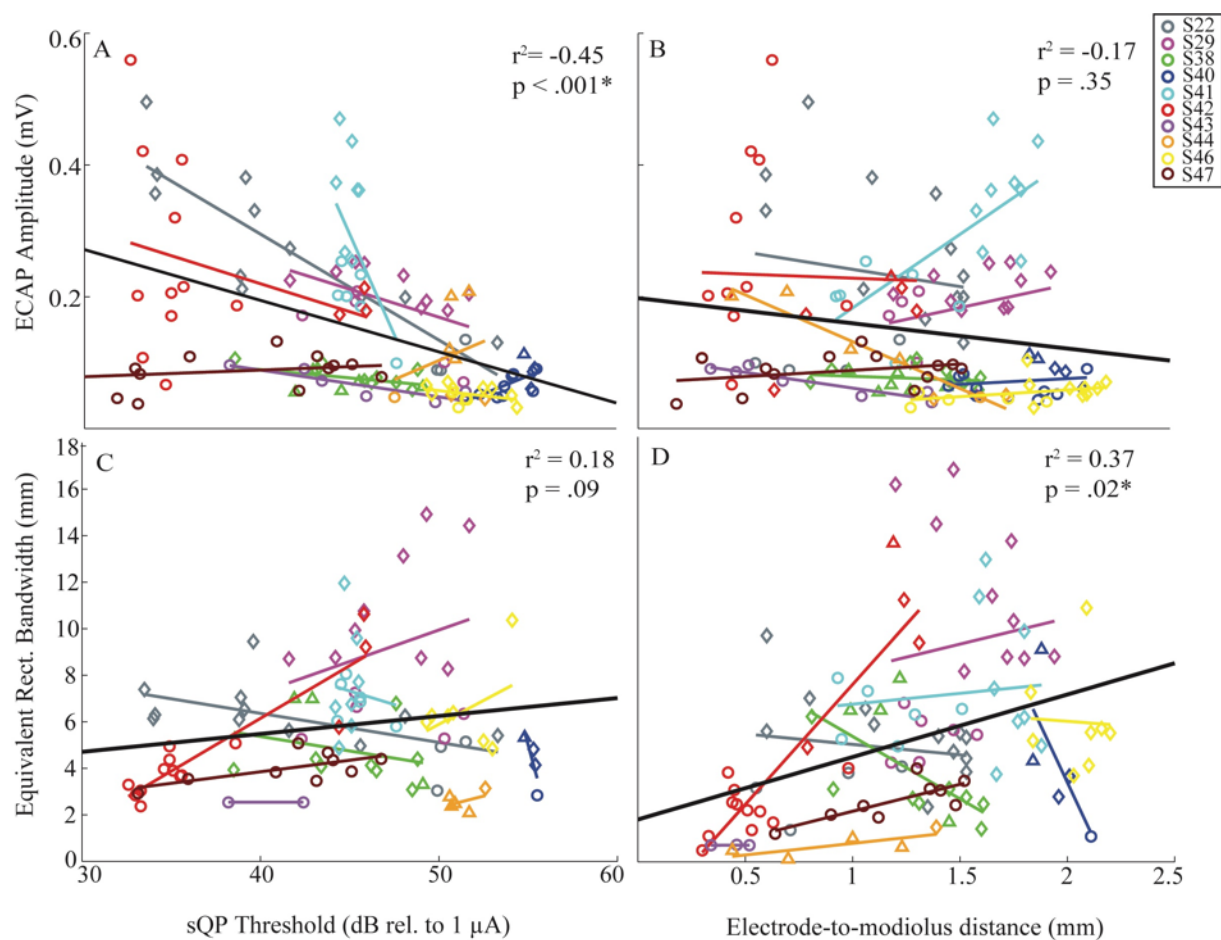 A
r²= -0.45
p < .001*
B
r² = -0.17
p = .35
S22
S29
S38
S40
S41
S42
S43
S44
S46
S47
ECAP Amplitude (mV)
0.6
0.4
0.2
C
r² = 0.18
p = .09
D
r² = 0.37
p = .02*
Equivalent Rect. Bandwidth (mm)
18
16
14
12
10
8
6
4
2
0
30 40 50 60
0.5 1 1.5 2 2.5
sQP Threshold (dB rel. to 1 µA)
Electrode-to-modiolus distance (mm)